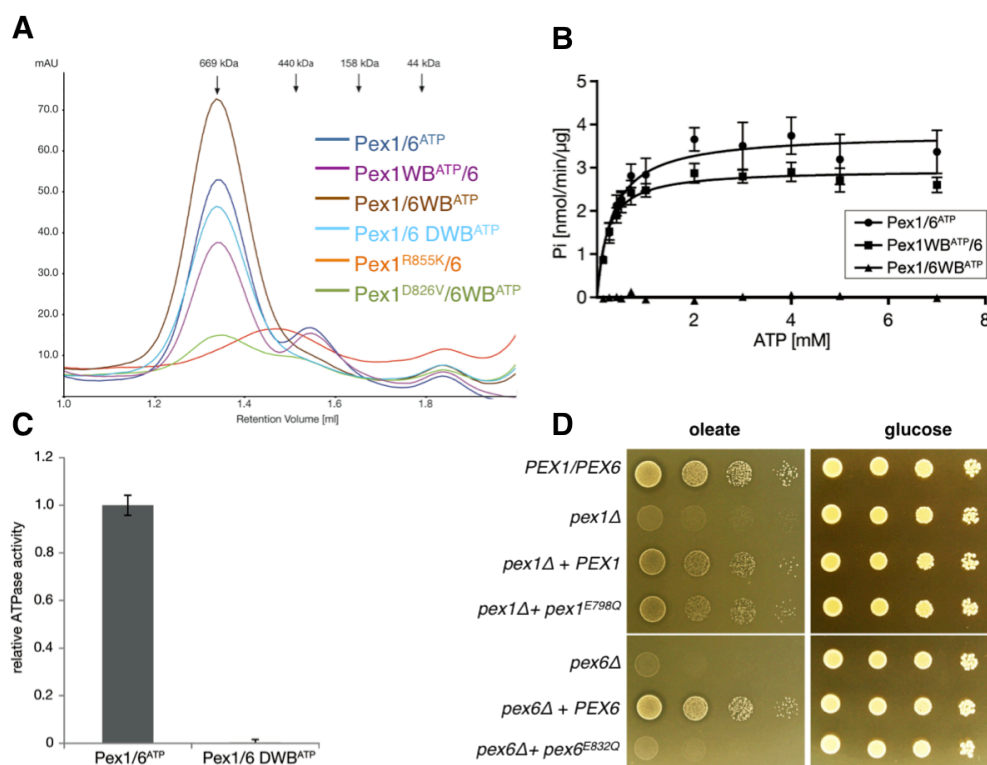 A
mAU
669 kDa 440 kDa 158 kDa 44 kDa
70.0
60.0
50.0
40.0
30.0
20.0
10.0
1.0 1.2 1.4 1.6 1.8
Retention Volume [ml]
Pex1/6ATP
Pex1WBATP/6
Pex1/6WBATP
Pex1/6 DWBATP
Pex1R855K/6
Pex1D826V/6WBATP
B
Pi [nmol/min/µg]
5
4
3
2
1
0
2 4 6 8
ATP [mM]
Pex1/6ATP
Pex1WBATP/6
Pex1/6WBATP
C
relative ATPase activity
1.2
1.0
0.8
0.6
0.4
0.2
0
Pex1/6ATP Pex1/6 DWBATP
D
oleate glucose
PEX1/PEX6
pex1Δ
pex1Δ + PEX1
pex1Δ+ pex1E798Q
pex6Δ
pex6Δ + PEX6
pex6Δ+ pex6E832Q